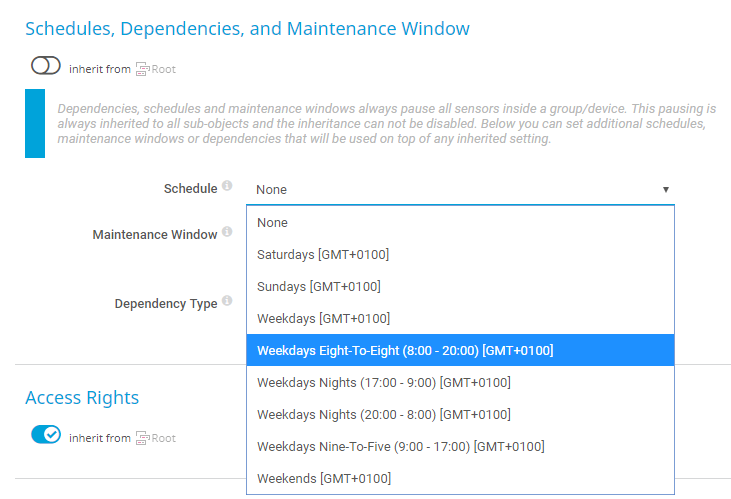 Schedules, Dependencies, and Maintenance Window
inherit from Root
Dependencies, schedules and maintenance windows always pause all sensors inside a group/device. This pausing is
always inherited to all sub-objects and the inheritance can not be disabled. Below you can set additional schedules,
maintenance windows or dependencies that will be used on top of any inherited setting.
Schedule None
Maintenance Window
Dependency Type
None
Saturdays [GMT+0100]
Sundays [GMT+0100]
Weekdays [GMT+0100]
Weekdays Eight-To-Eight (8:00 - 20:00) [GMT+0100]
Weekdays Nights (17:00 - 9:00) [GMT+0100]
Weekdays Nights (20:00 - 8:00) [GMT+0100]
Weekdays Nine-To-Five (9:00 - 17:00) [GMT+0100]
Weekends [GMT+0100]
Access Rights
inherit from Root